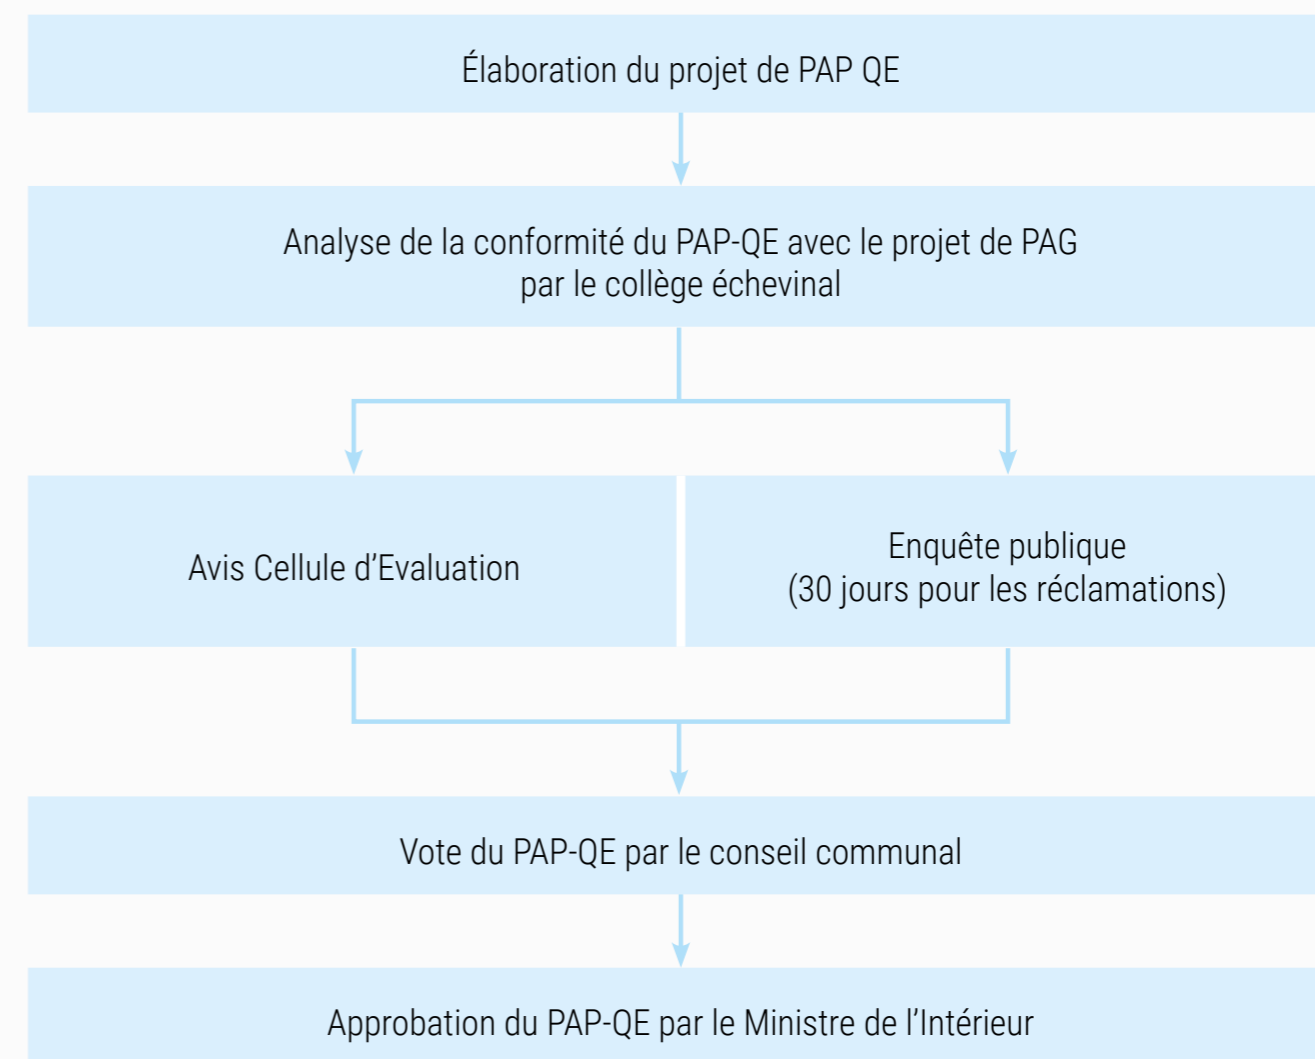 Élaboration du projet de PAP QE
Analyse de la conformité du PAP-QE avec le projet de PAG
par le collège échevinal
Avis Cellule d’Evaluation
Enquête publique
(30 jours pour les réclamations)
Vote du PAP-QE par le conseil communal
Approbation du PAP-QE par le Ministre de l’Intérieur